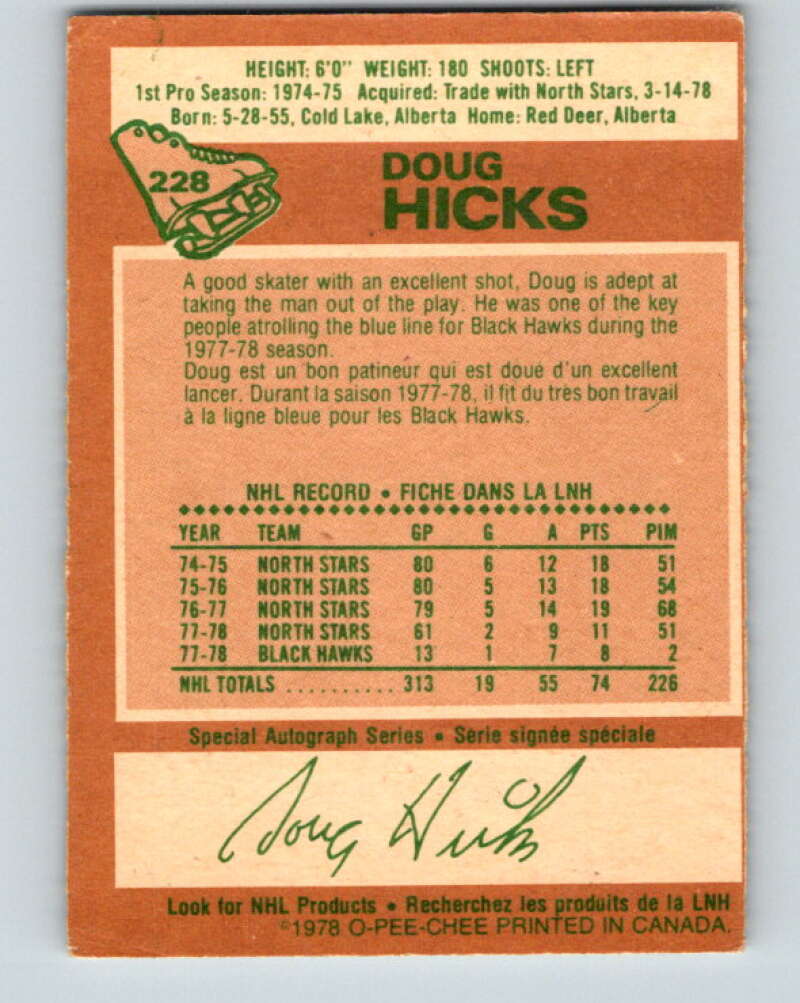 HEIGHT: 6'0" WEIGHT: 180 SHOOTS: LEFT
1st Pro Season: 1974-75 Acquired: Trade with North Stars, 3-14-78
Born: 5-28-55, Cold Lake, Alberta Home: Red Deer, Alberta
228
DOUG
HICKS
A good skater with an excellent shot, Doug is adept at
taking the man out of the play. He was one of the key
people atrolling the blue line for Black Hawks during the
1977-78 season.
Doug est un bon patineur qui est doué d'un excellent
lancer. Durant la saison 1977-78, il fit du très bon travail
à la ligne bleue pour les Black Hawks.
NHL RECORD • FICHE DANS LA LNH
YEAR TEAM GP G A PTS PIM
74-75 NORTH STARS 80 6 12 18 51
75-76 NORTH STARS 80 5 13 18 54
76-77 NORTH STARS 79 5 14 19 68
77-78 NORTH STARS 61 2 9 11 51
77-78 BLACK HAWKS 13 1 7 8 2
NHL TOTALS .......... 313 19 55 74 226
Special Autograph Series • Série signée spéciale
Doug Hicks
Look for NHL Products • Recherchez les produits de la LNH
©1978 O-PEE-CHEE PRINTED IN CANADA.